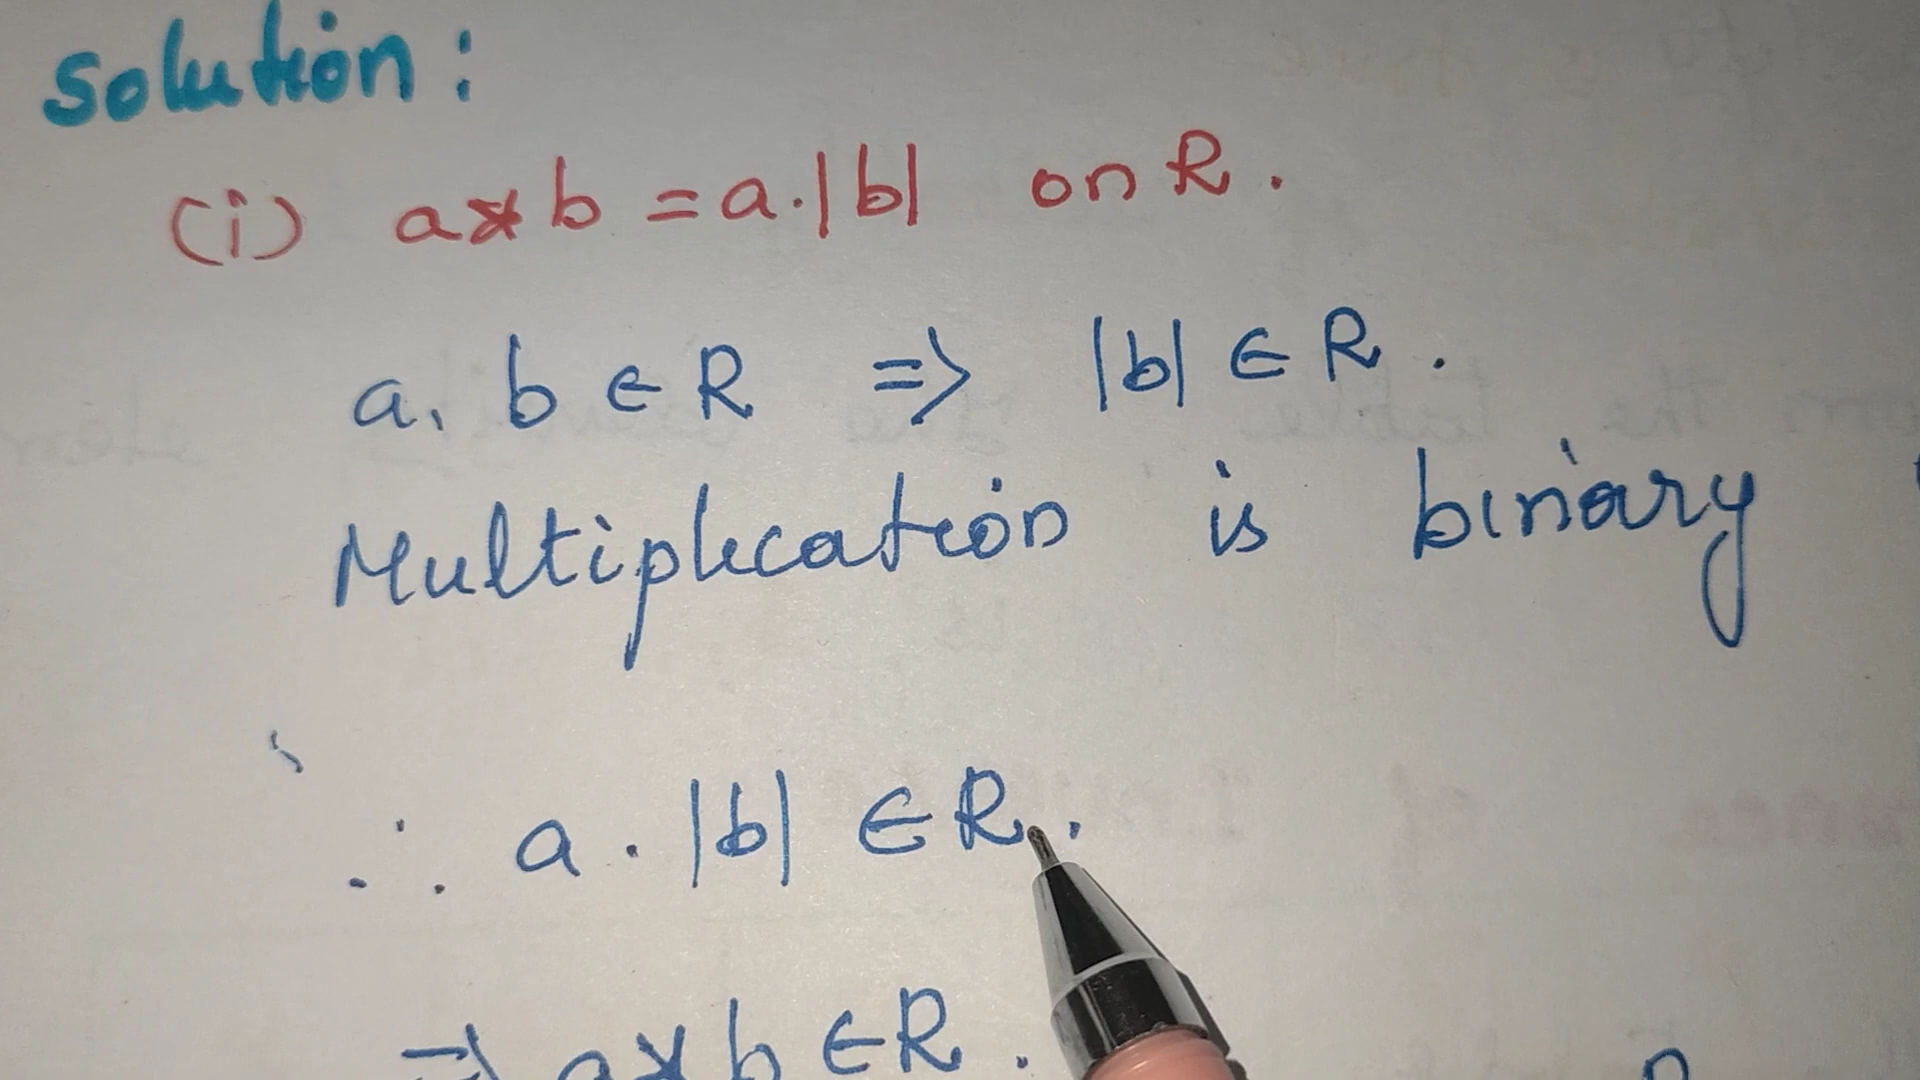 Solution:
(i) a*b = a.|b| on R.
a, b ∈ R => |b| ∈ R.
Multiplication is binary
∴ a . |b| ∈ R.
=> a*b ∈ R.